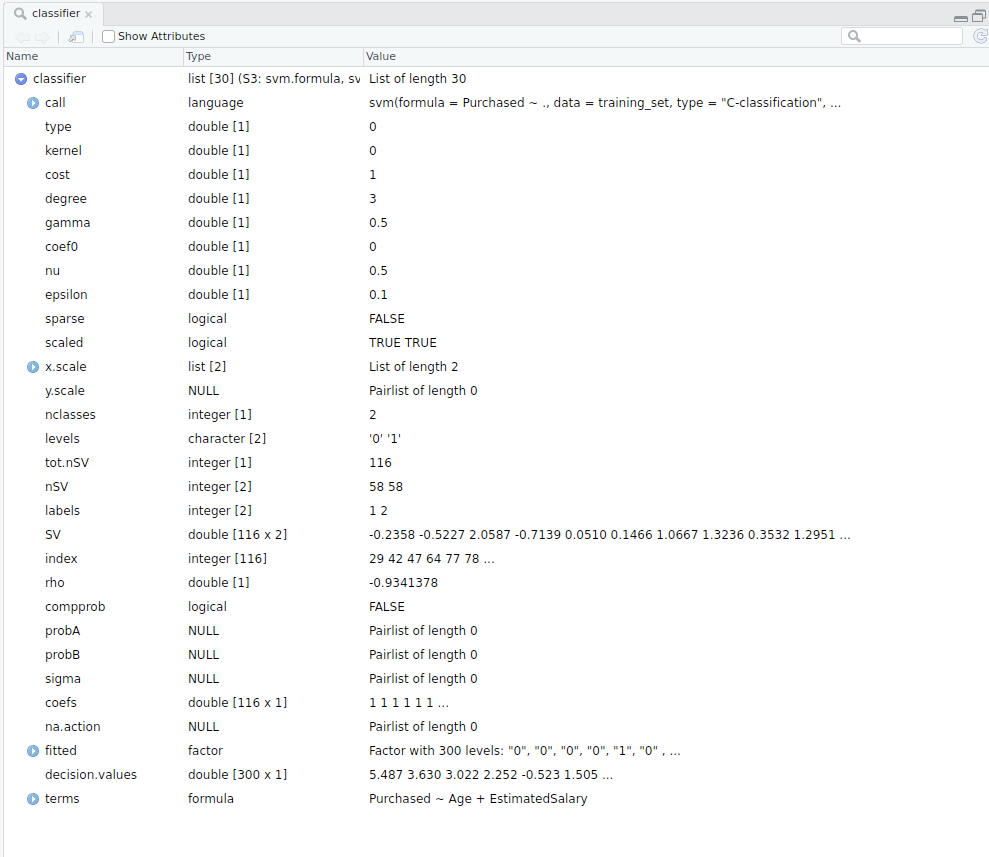 classifier
Show Attributes
Name Type Value
classifier list [30] (S3: svm.formula, sv List of length 30
call language svm(formula = Purchased ~ ., data = training_set, type = "C-classification", ...
type double [1] 0
kernel double [1] 0
cost double [1] 1
degree double [1] 3
gamma double [1] 0.5
coef0 double [1] 0
nu double [1] 0.5
epsilon double [1] 0.1
sparse logical FALSE
scaled logical TRUE TRUE
x.scale list [2] List of length 2
y.scale NULL Pairlist of length 0
nclasses integer [1] 2
levels character [2] '0' '1'
tot.nSV integer [1] 116
nSV integer [2] 58 58
labels integer [2] 1 2
SV double [116 x 2] -0.2358 -0.5227 2.0587 -0.7139 0.0510 0.1466 1.0667 1.3236 0.3532 1.2951 ...
index integer [116] 29 42 47 64 77 78 ...
rho double [1] -0.9341378
compprob logical FALSE
probA NULL Pairlist of length 0
probB NULL Pairlist of length 0
sigma NULL Pairlist of length 0
coefs double [116 x 1] 1 1 1 1 1 1 ...
na.action NULL Pairlist of length 0
fitted factor Factor with 300 levels: "0", "0", "0", "0", "1", "0" , ...
decision.values double [300 x 1] 5.487 3.630 3.022 2.252 -0.523 1.505 ...
terms formula Purchased ~ Age + EstimatedSalary